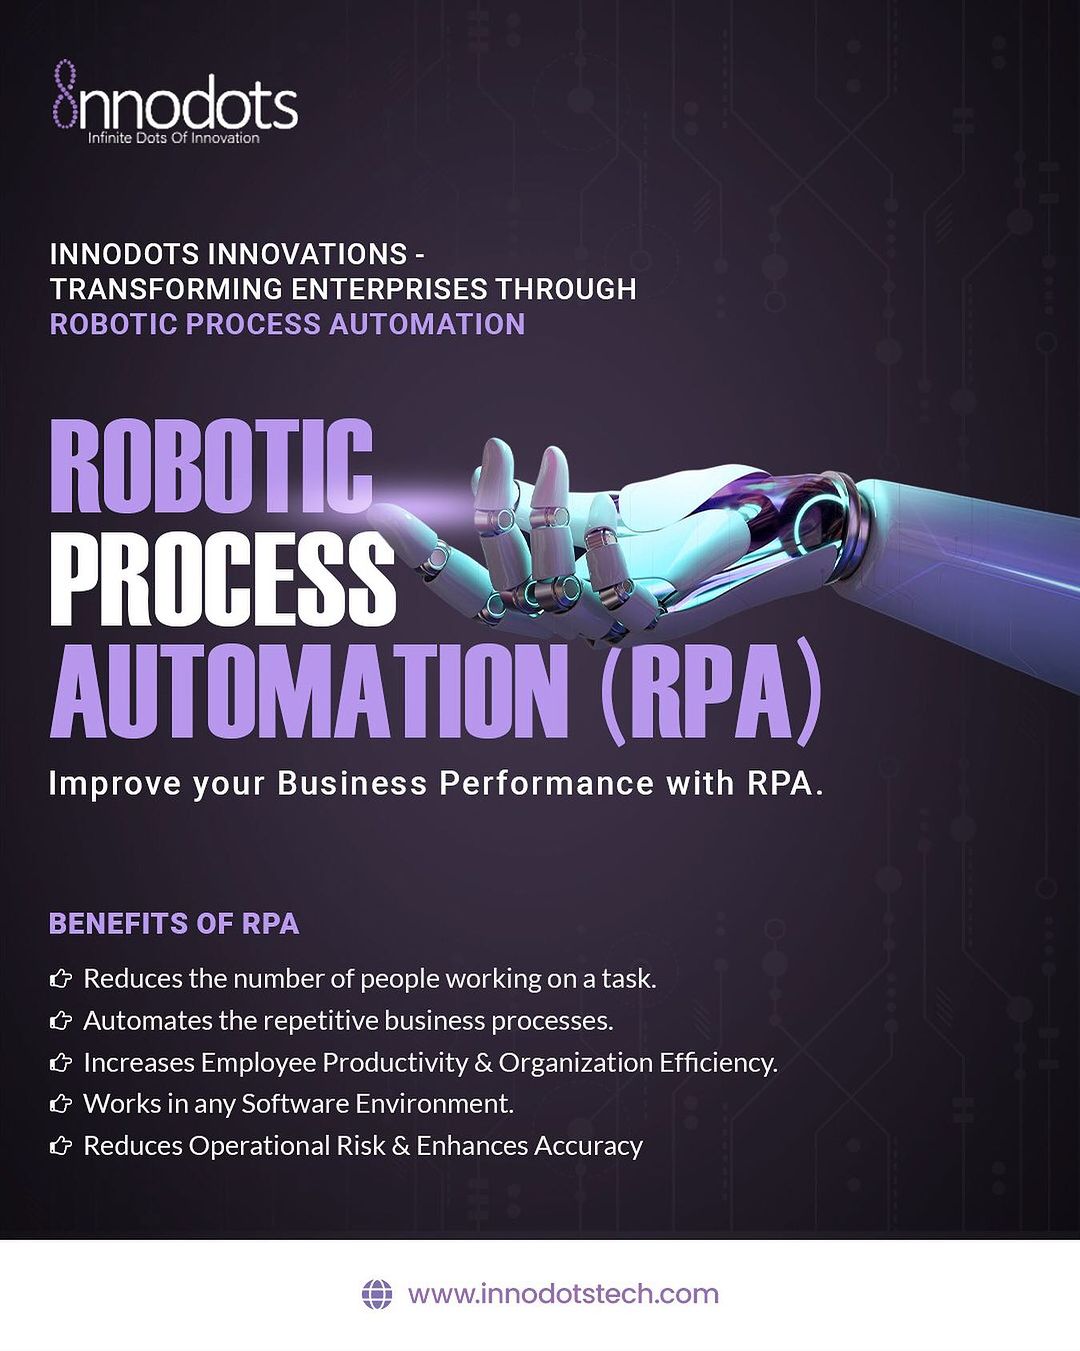 Innodots
Infinite Dots Of Innovation
INNODOTS INNOVATIONS -
TRANSFORMING ENTERPRISES THROUGH
ROBOTIC PROCESS AUTOMATION
ROBOTIC
PROCESS
AUTOMATION (RPA)
Improve your Business Performance with RPA.
BENEFITS OF RPA
Reduces the number of people working on a task.
Automates the repetitive business processes.
Increases Employee Productivity & Organization Efficiency.
Works in any Software Environment.
Reduces Operational Risk & Enhances Accuracy
www.innodotstech.com